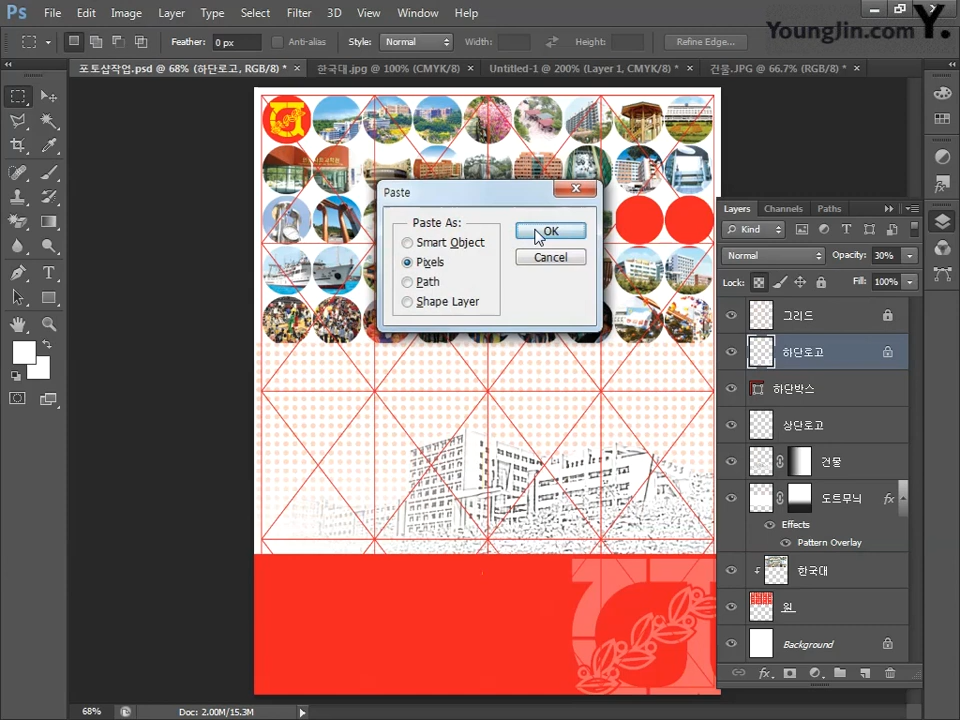 Ps File Edit Image Layer Type Select Filter 3D View Window Help
YoungJin.com Y.
Feather: 0 px Anti-alias Style: Normal Width: Height: Refine Edge...
포토샵작업.psd @ 68% (하단로고, RGB/8) * × 한국대.jpg @ 100% (CMYK/8) × Untitled-1 @ 200% (Layer 1, CMYK/8) * × 건물.JPG @ 66.7% (RGB/8) * ×
Paste
Paste As:
Smart Object
Pixels
Path
Shape Layer
OK
Cancel
Layers Channels Paths
Kind
Normal Opacity: 30%
Lock: Fill: 100%
그리드
하단로고
하단박스
상단로고
건물
도트무늬 fx
Effects
Pattern Overlay
한국대
원
Background
fx
68% Doc: 2.00M/15.3M